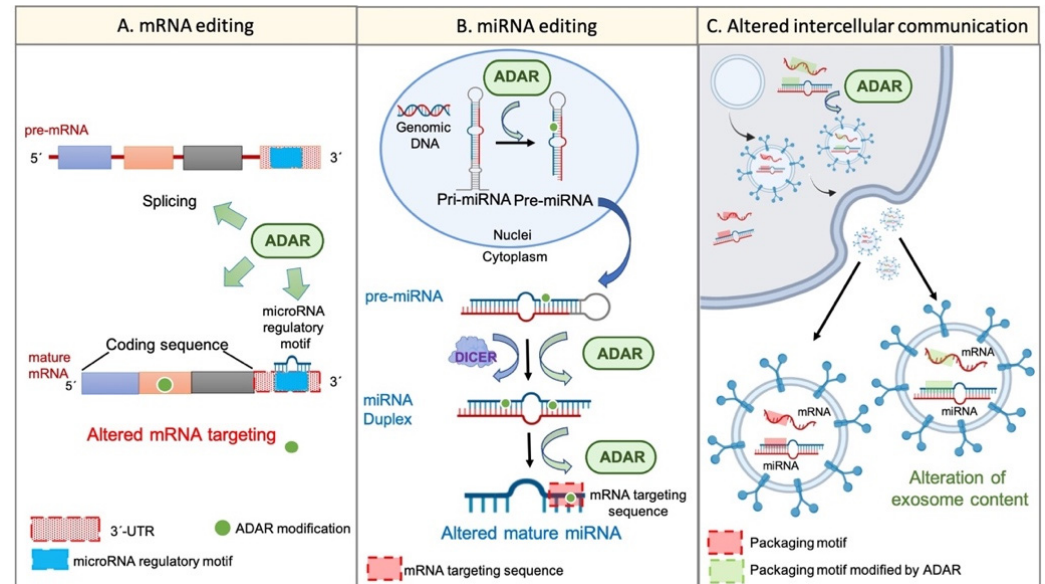 A. mRNA editing
pre-mRNA
5´
3´
Splicing
ADAR
microRNA
regulatory
motif
Coding sequence
mature
mRNA
5´
3´
Altered mRNA targeting
3´-UTR
ADAR modification
microRNA regulatory motif
B. miRNA editing
ADAR
Genomic
DNA
Pri-miRNA
Pre-miRNA
Nuclei
Cytoplasm
pre-miRNA
DICER
ADAR
miRNA
Duplex
ADAR
mRNA targeting
sequence
Altered mature miRNA
mRNA targeting sequence
C. Altered intercellular communication
ADAR
mRNA
miRNA
mRNA
miRNA
Alteration of
exosome content
Packaging motif
Packaging motif modified by ADAR